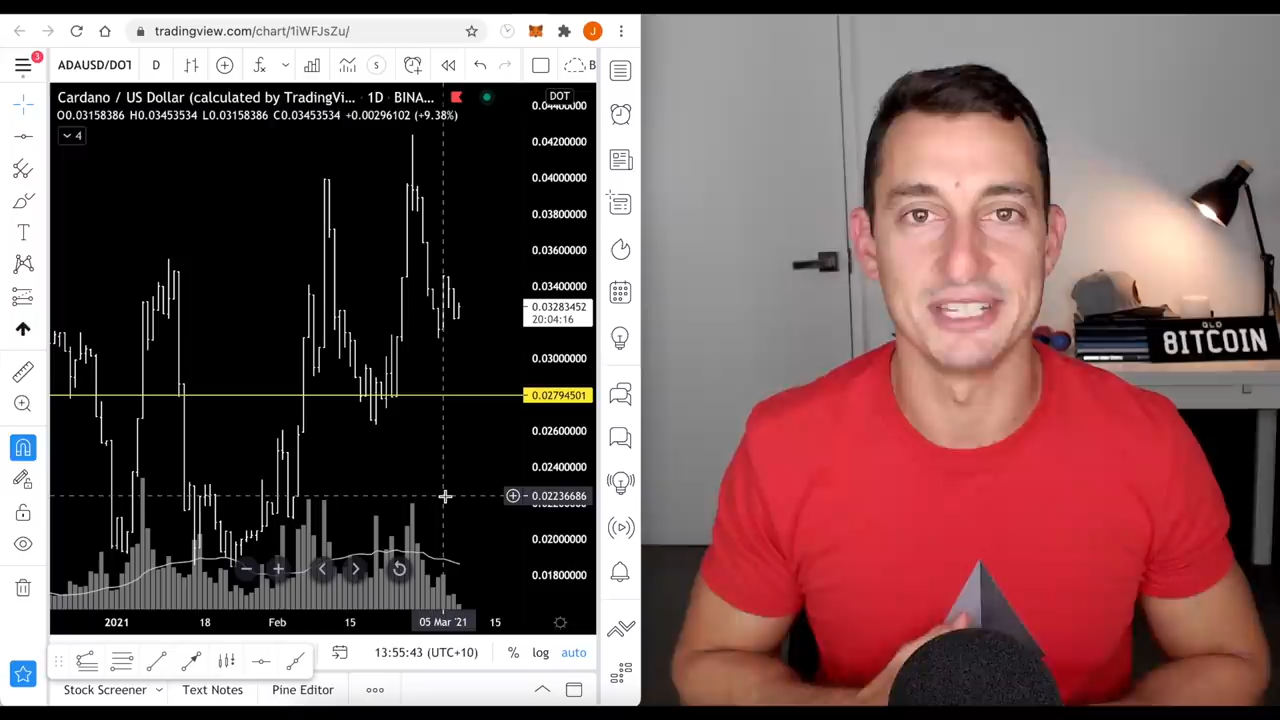 tradingview.com/chart/1iWFJsZu/
J
3
ADAUSD/DOT
D
S
B
Cardano / US Dollar (calculated by TradingVi... · 1D · BINA...
DOT
O0.03158386 H0.03453534 L0.03158386 C0.03453534 +0.00296102 (+9.38%)
4
0.04200000
0.04000000
0.03800000
0.03600000
0.03400000
0.03283452
20:04:16
0.03000000
0.02794501
0.02600000
0.02400000
0.02236686
0.02000000
0.01800000
2021
18
Feb
15
05 Mar '21
15
13:55:43 (UTC+10)
%
log
auto
Stock Screener
Text Notes
Pine Editor
QLD
BITCOIN